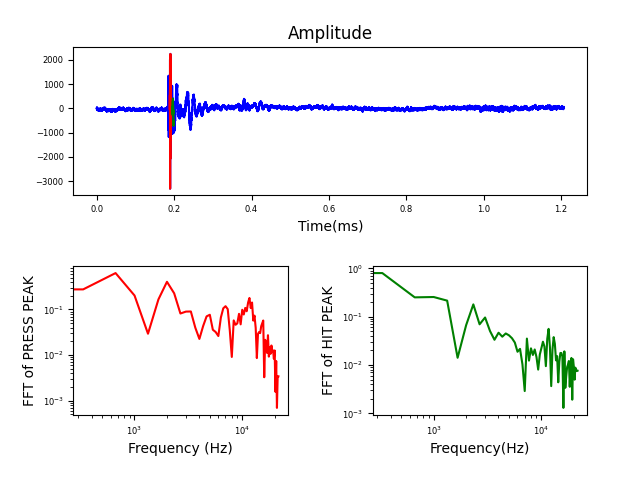 Amplitude
2000
1000
0
−1000
−2000
−3000
0.0 0.2 0.4 0.6 0.8 1.0 1.2
Time(ms)
FFT of PRESS PEAK
10⁻¹
10⁻²
10⁻³
10³ 10⁴
Frequency (Hz)
FFT of HIT PEAK
10⁰
10⁻¹
10⁻²
10⁻³
10³ 10⁴
Frequency(Hz)